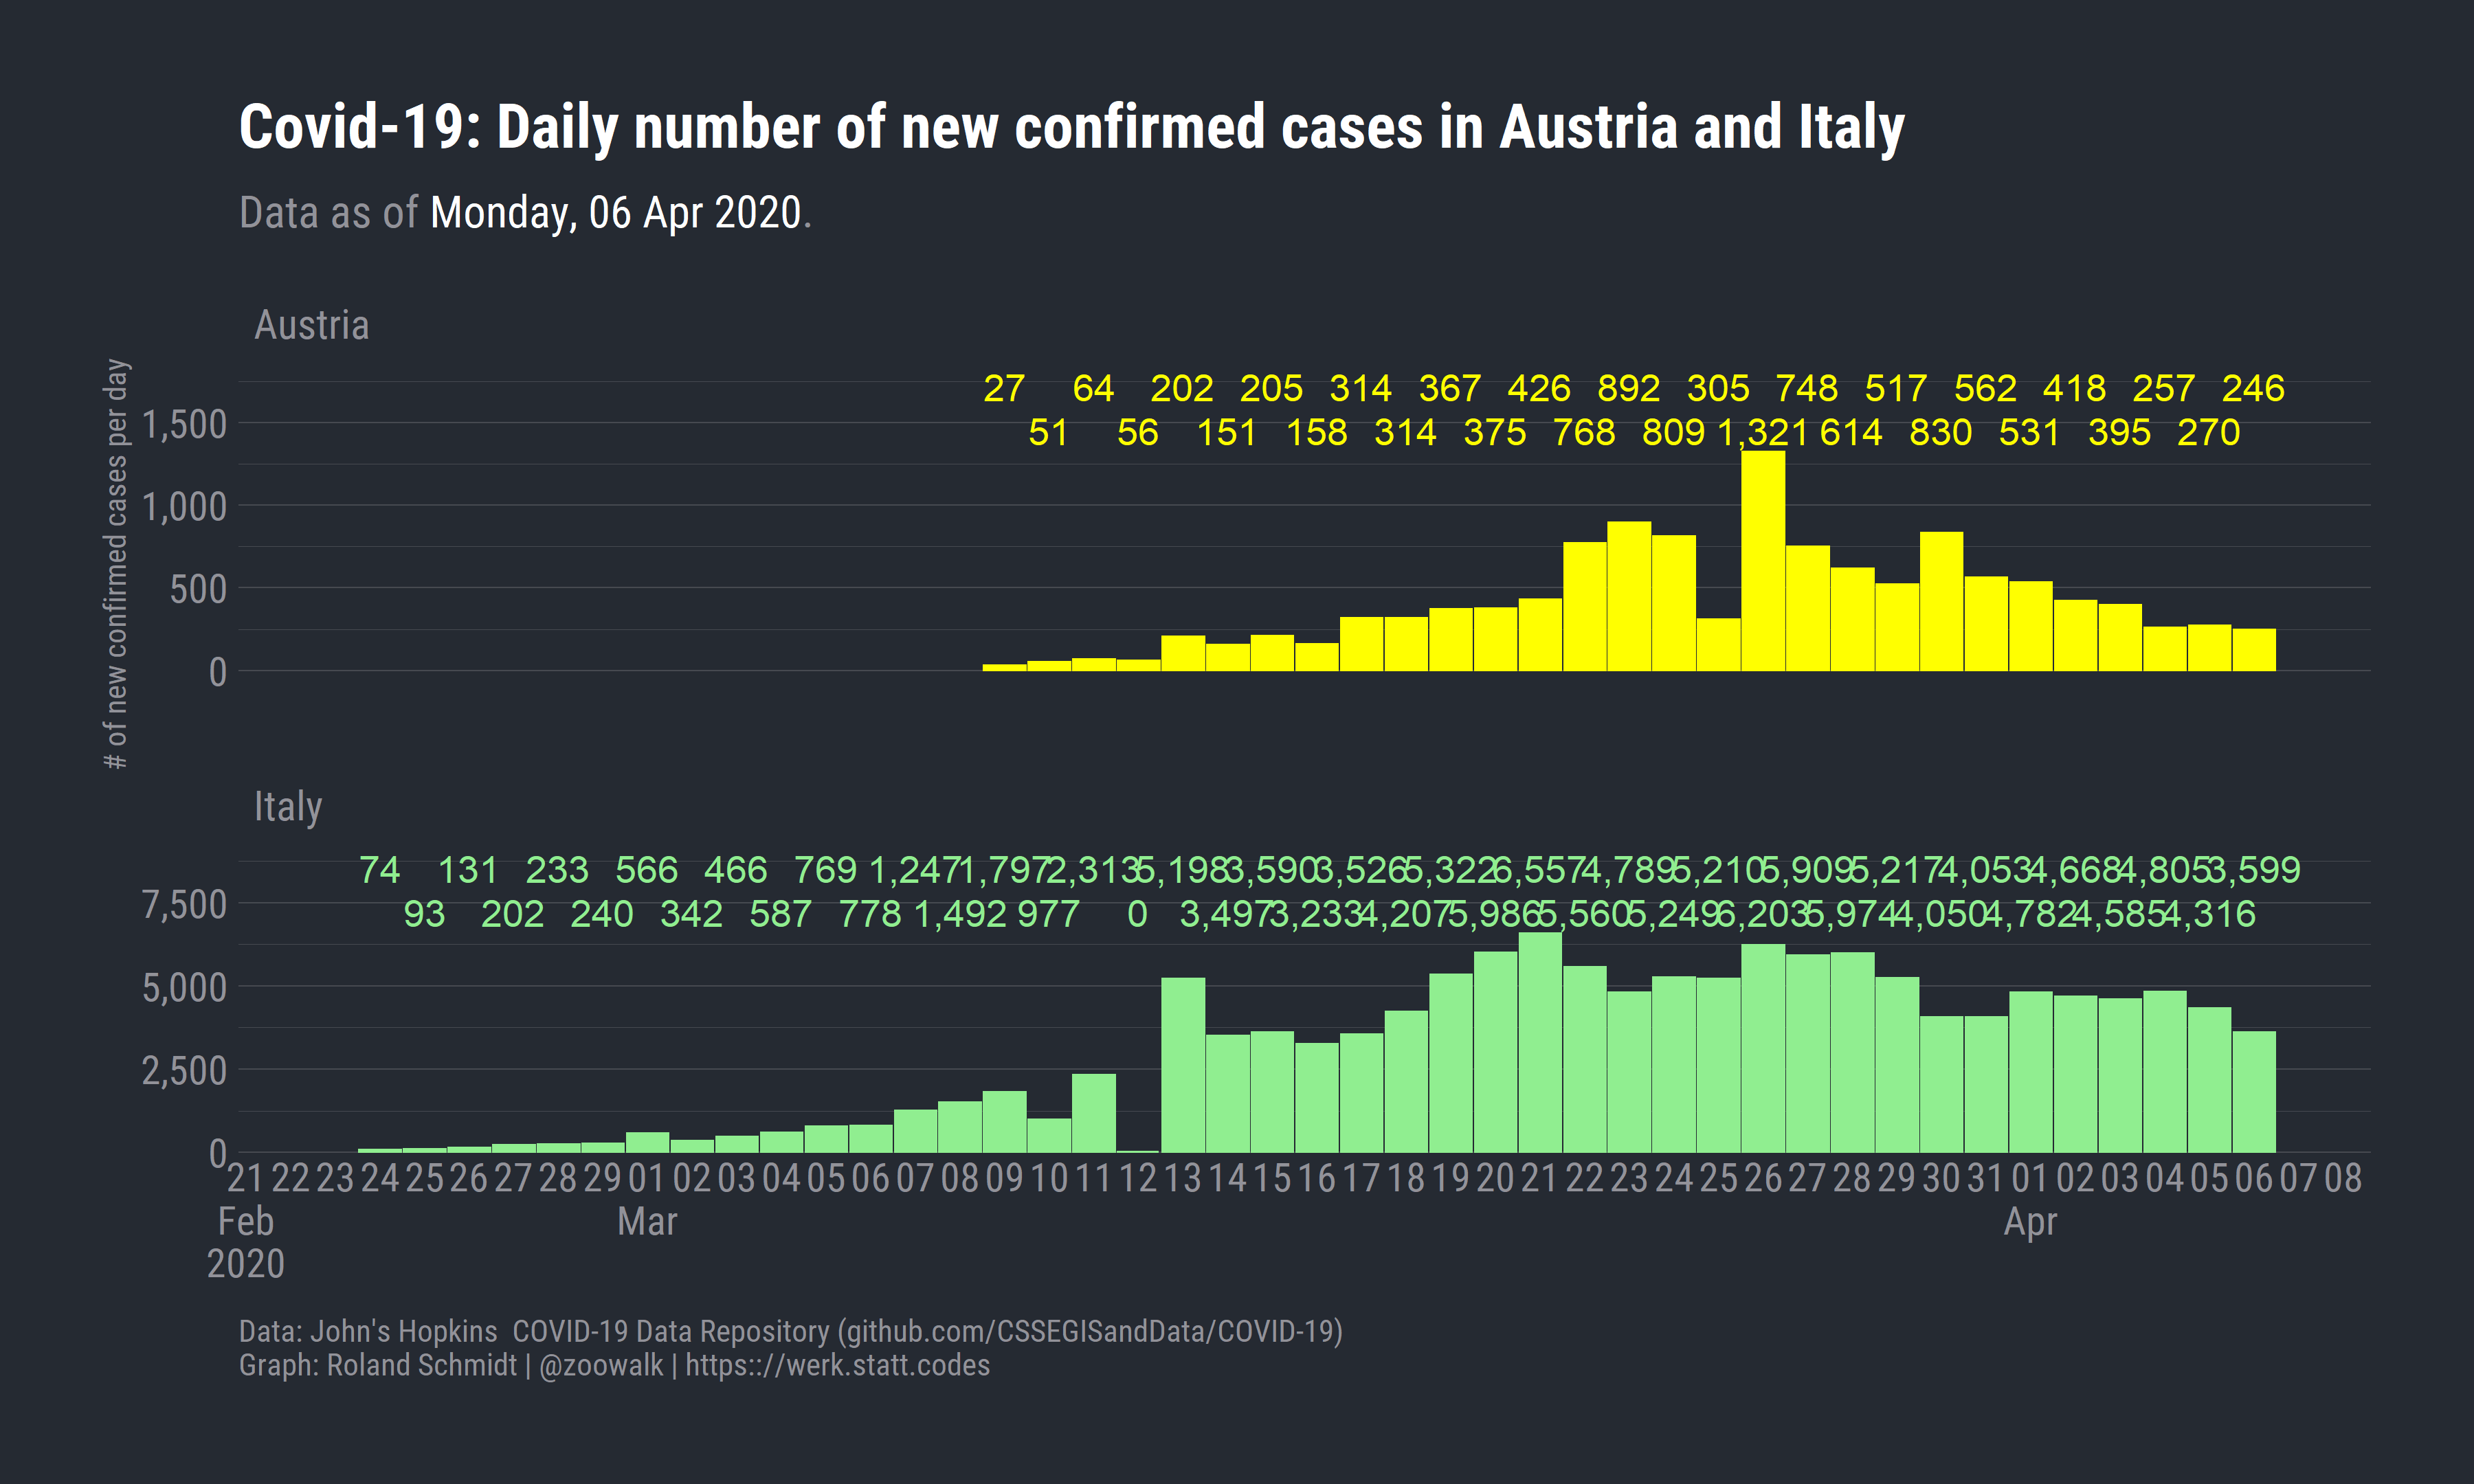 Covid-19: Daily number of new confirmed cases in Austria and Italy
Data as of Monday, 06 Apr 2020.
Austria
# of new confirmed cases per day
27 64 202 205 314 367 426 892 305 748 517 562 418 257 246
51 56 151 158 314 375 768 809 1,321 614 830 531 395 270
1,500
1,000
500
0
Italy
74 131 233 566 466 769 1,247 1,797 2,313 5,198 3,590 3,526 5,322 6,557 4,789 5,210 5,909 5,217 4,053 4,668 4,805 3,599
93 202 240 342 587 778 1,492 977 0 3,497 3,233 4,207 5,986 5,560 5,249 6,203 5,974 4,050 4,782 4,585 4,316
7,500
5,000
2,500
0
21 22 23 24 25 26 27 28 29 01 02 03 04 05 06 07 08 09 10 11 12 13 14 15 16 17 18 19 20 21 22 23 24 25 26 27 28 29 30 31 01 02 03 04 05 06 07 08
Feb Mar Apr
2020
Data: John's Hopkins  COVID-19 Data Repository (github.com/CSSEGISandData/COVID-19)
Graph: Roland Schmidt | @zoowalk | https:://werk.statt.codes